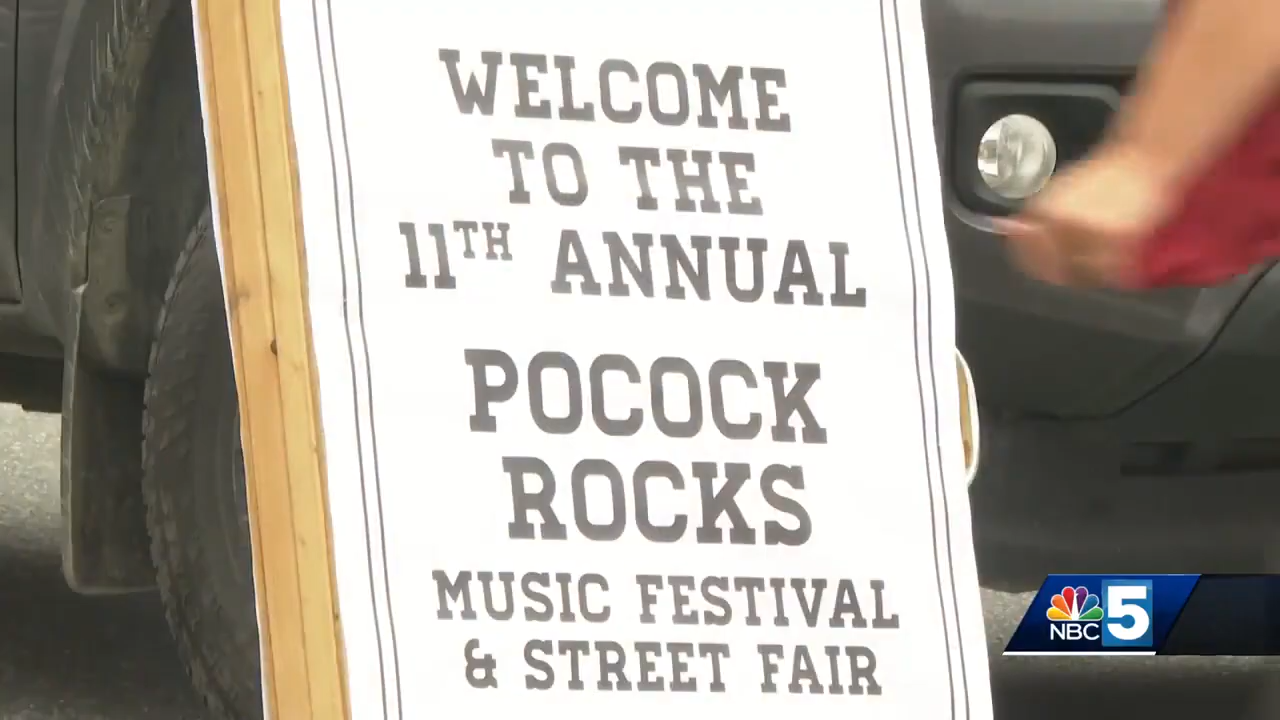 WELCOME
TO THE
11TH ANNUAL
POCOCK
ROCKS
MUSIC FESTIVAL
& STREET FAIR
NBC 5